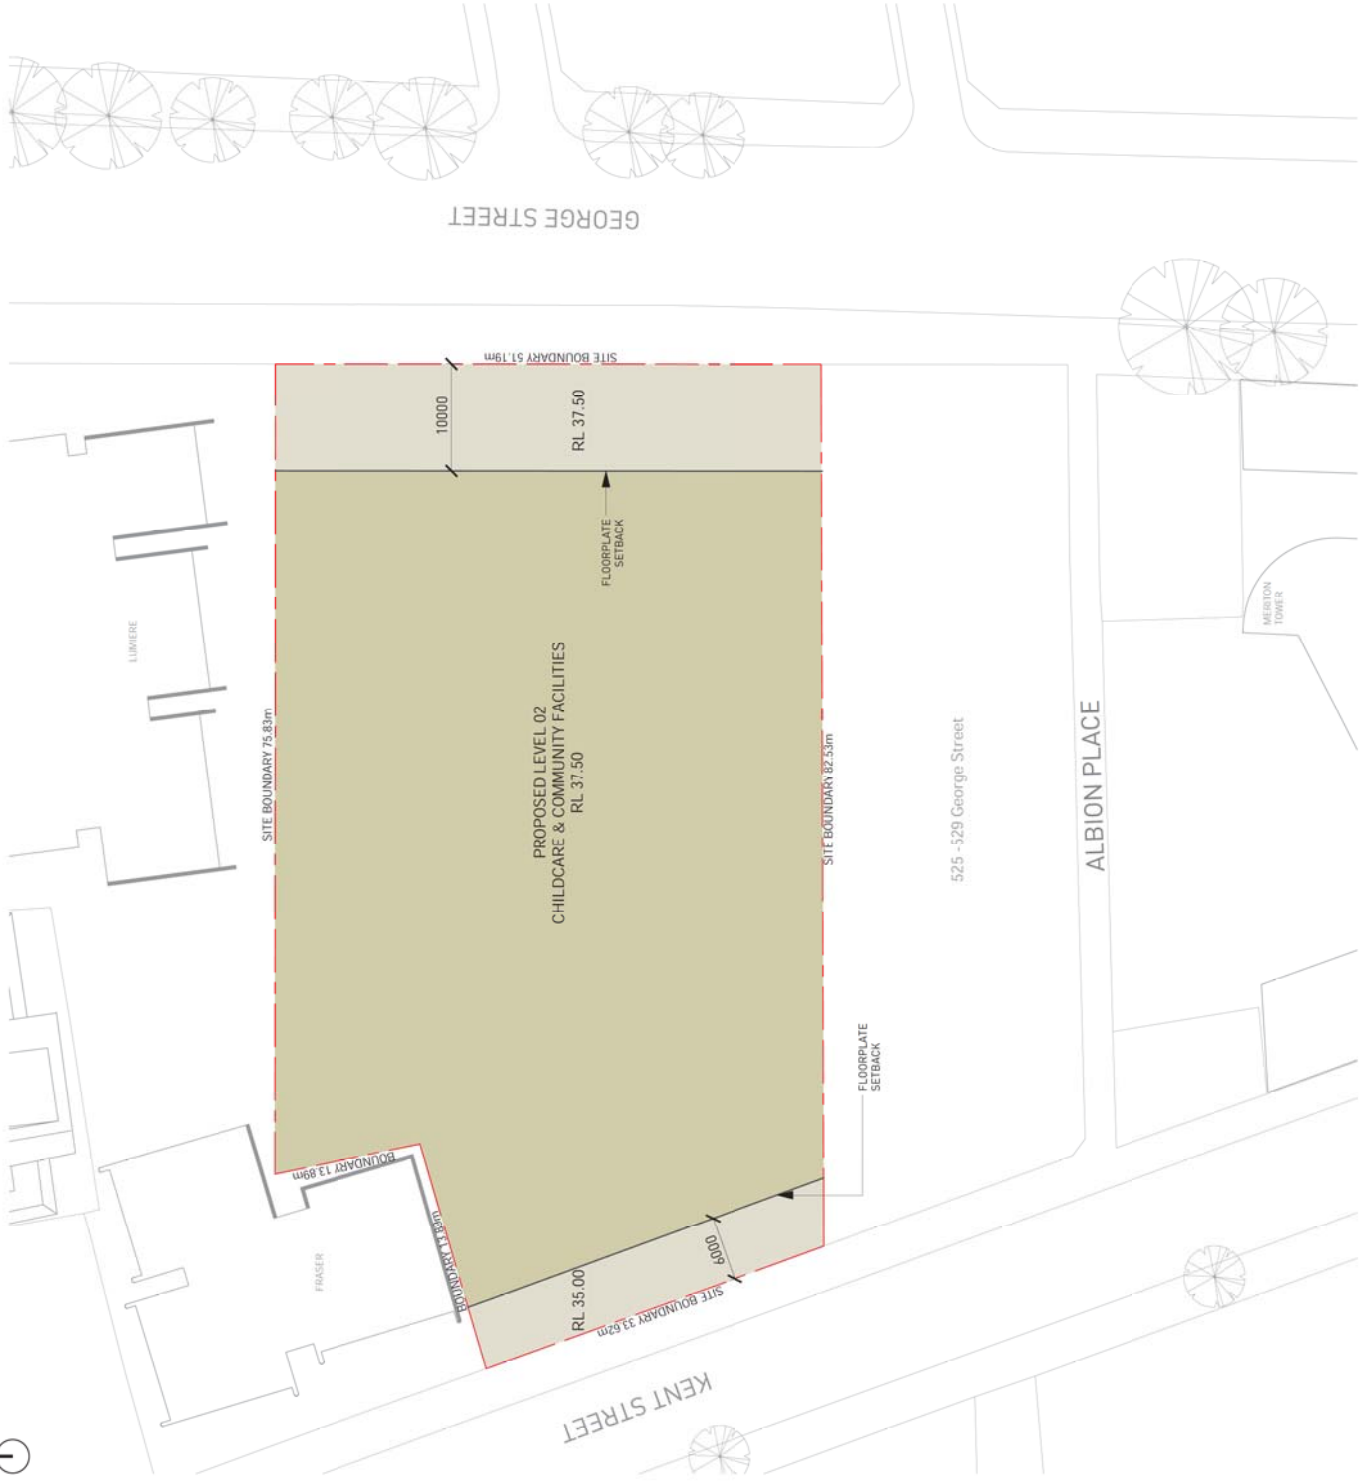 GEORGE STREET
SITE BOUNDARY 51.19m
10000
RL 37.50
FLOORPLATE
SETBACK
LUMIERE
SITE BOUNDARY 75.83m
PROPOSED LEVEL 02
CHILDCARE & COMMUNITY FACILITIES
RL 37.50
SITE BOUNDARY 82.53m
525 - 529 George Street
ALBION PLACE
MERITON
TOWER
FLOORPLATE
SETBACK
BOUNDARY 13.89m
BOUNDARY 13.89m
FRASER
RL 35.00
6000
SITE BOUNDARY 33.62m
KENT STREET